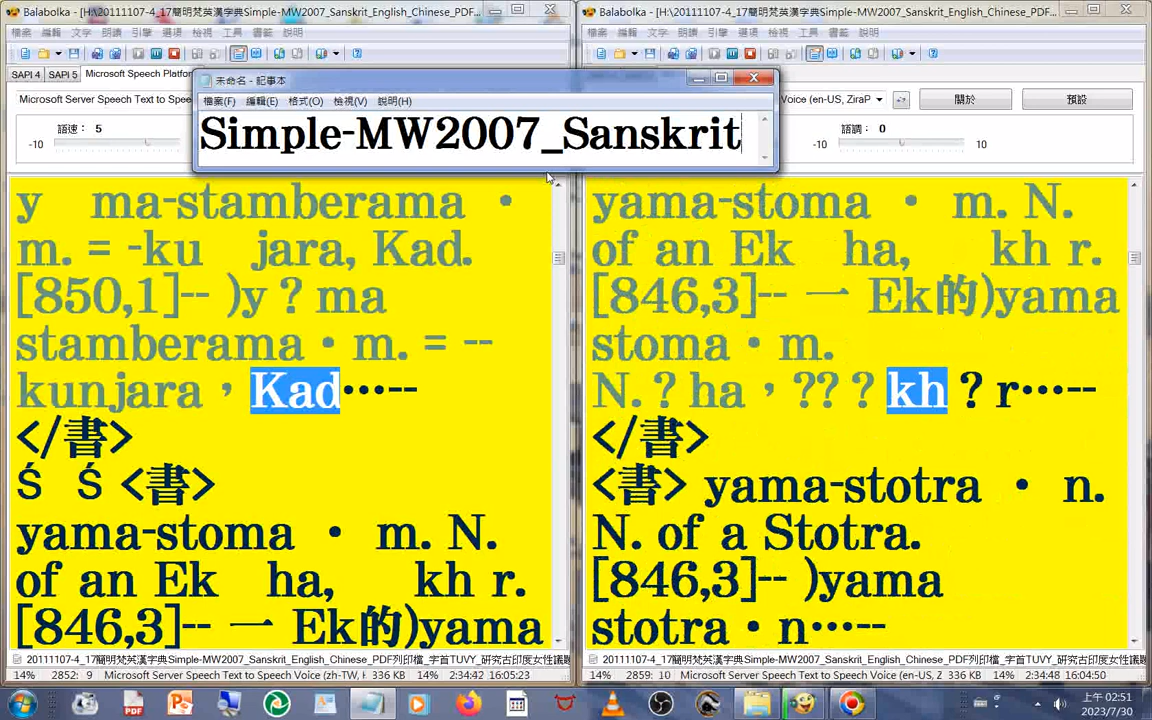 Balabolka - [H:\20111107-4_17簡明梵英漢字典Simple-MW2007_Sanskrit_English_Chinese_PDF...
檔案 編輯 文字 朗讀 引擎 選項 檢視 工具 書籤 說明
SAPI 4 SAPI 5 Microsoft Speech Platfo
Microsoft Server Speech Text to Spee
語速： 5
-10
y ma-stamberama •
m. = -ku jara, Kad.
[850,1]-- )y ? ma
stamberama • m. = --
kunjara，Kad…--
</書>
Ś Ś <書>
yama-stoma • m. N.
of an Ek ha, kh r.
[846,3]-- 一 Ek的)yama
20111107-4_17簡明梵英漢字典Simple-MW2007_Sanskrit_English_Chinese_PDF列印檔_字首TUVY_研究古印度女性議題
14% 2852: 9 Microsoft Server Speech Text to Speech Voice (zh-TW, H 336 KB 2:34:42 16:05:23
未命名 - 記事本
檔案(F) 編輯(E) 格式(O) 檢視(V) 說明(H)
Simple-MW2007_Sanskrit
Balabolka - [H:\20111107-4_17簡明梵英漢字典Simple-MW2007_Sanskrit_English_Chinese_PDF...
檔案 編輯 文字 朗讀 引擎 選項 檢視 工具 書籤 說明
Voice (en-US, ZiraP
關於
預設
語調： 0
-10 10
yama-stoma • m. N.
of an Ek ha, kh r.
[846,3]-- 一 Ek的)yama
stoma • m.
N. ? ha，?? ? kh ? r…--
</書>
<書> yama-stotra • n.
N. of a Stotra.
[846,3]-- )yama
stotra • n…--
20111107-4_17簡明梵英漢字典Simple-MW2007_Sanskrit_English_Chinese_PDF列印檔_字首TUVY_研究古印度女性議題
14% 2859: 10 Microsoft Server Speech Text to Speech Voice (en-US, 336 KB 2:34:42 16:04:50
上午 02:51
2023/7/30